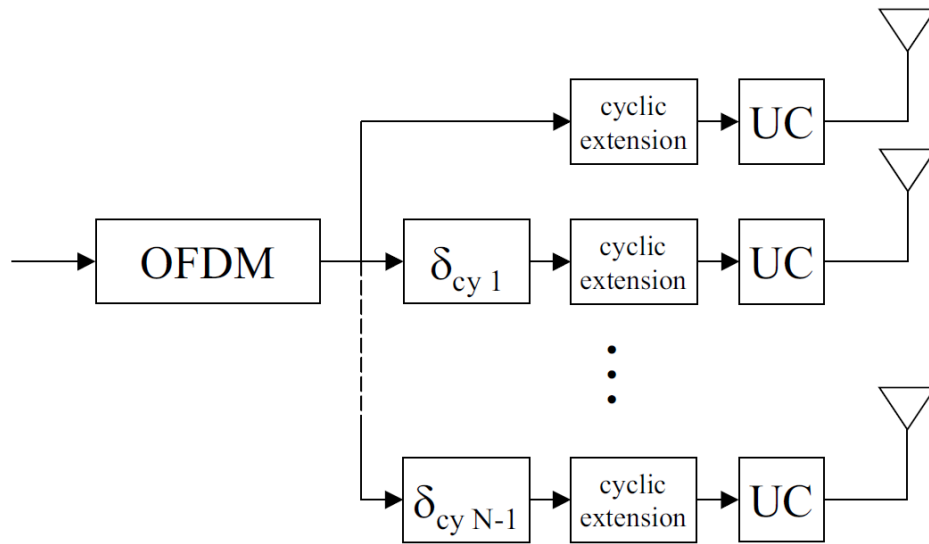 cyclic
extension
UC
OFDM
δcy 1
cyclic
extension
UC
δcy N-1
cyclic
extension
UC